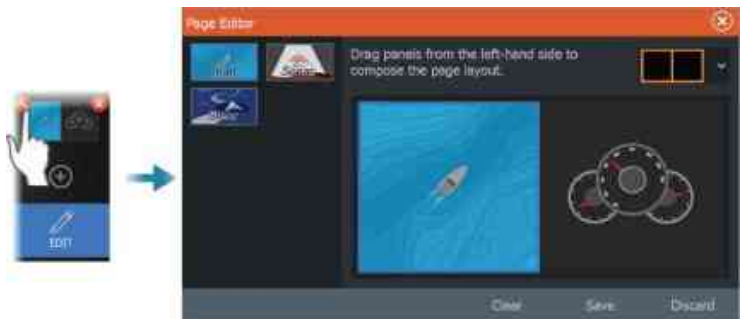 Page Editor
Chart
Sonar
Drag panels from the left-hand side to
compose the page layout.
EDIT
Clear
Save
Discard